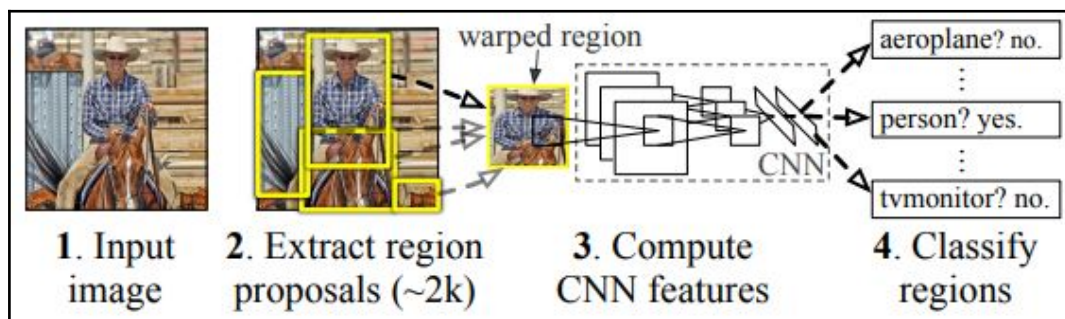 warped region
aeroplane? no.
person? yes.
CNN
tvmonitor? no.
1. Input
image
2. Extract region
proposals (~2k)
3. Compute
CNN features
4. Classify
regions